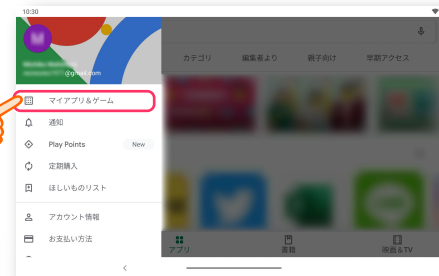 10:30
M
@gmail.com
マイアプリ&ゲーム
通知
Play Points New
定期購入
ほしいものリスト
アカウント情報
お支払い方法
カテゴリ 編集者より 親子向け 早期アクセス
アプリ 書籍 映画&TV